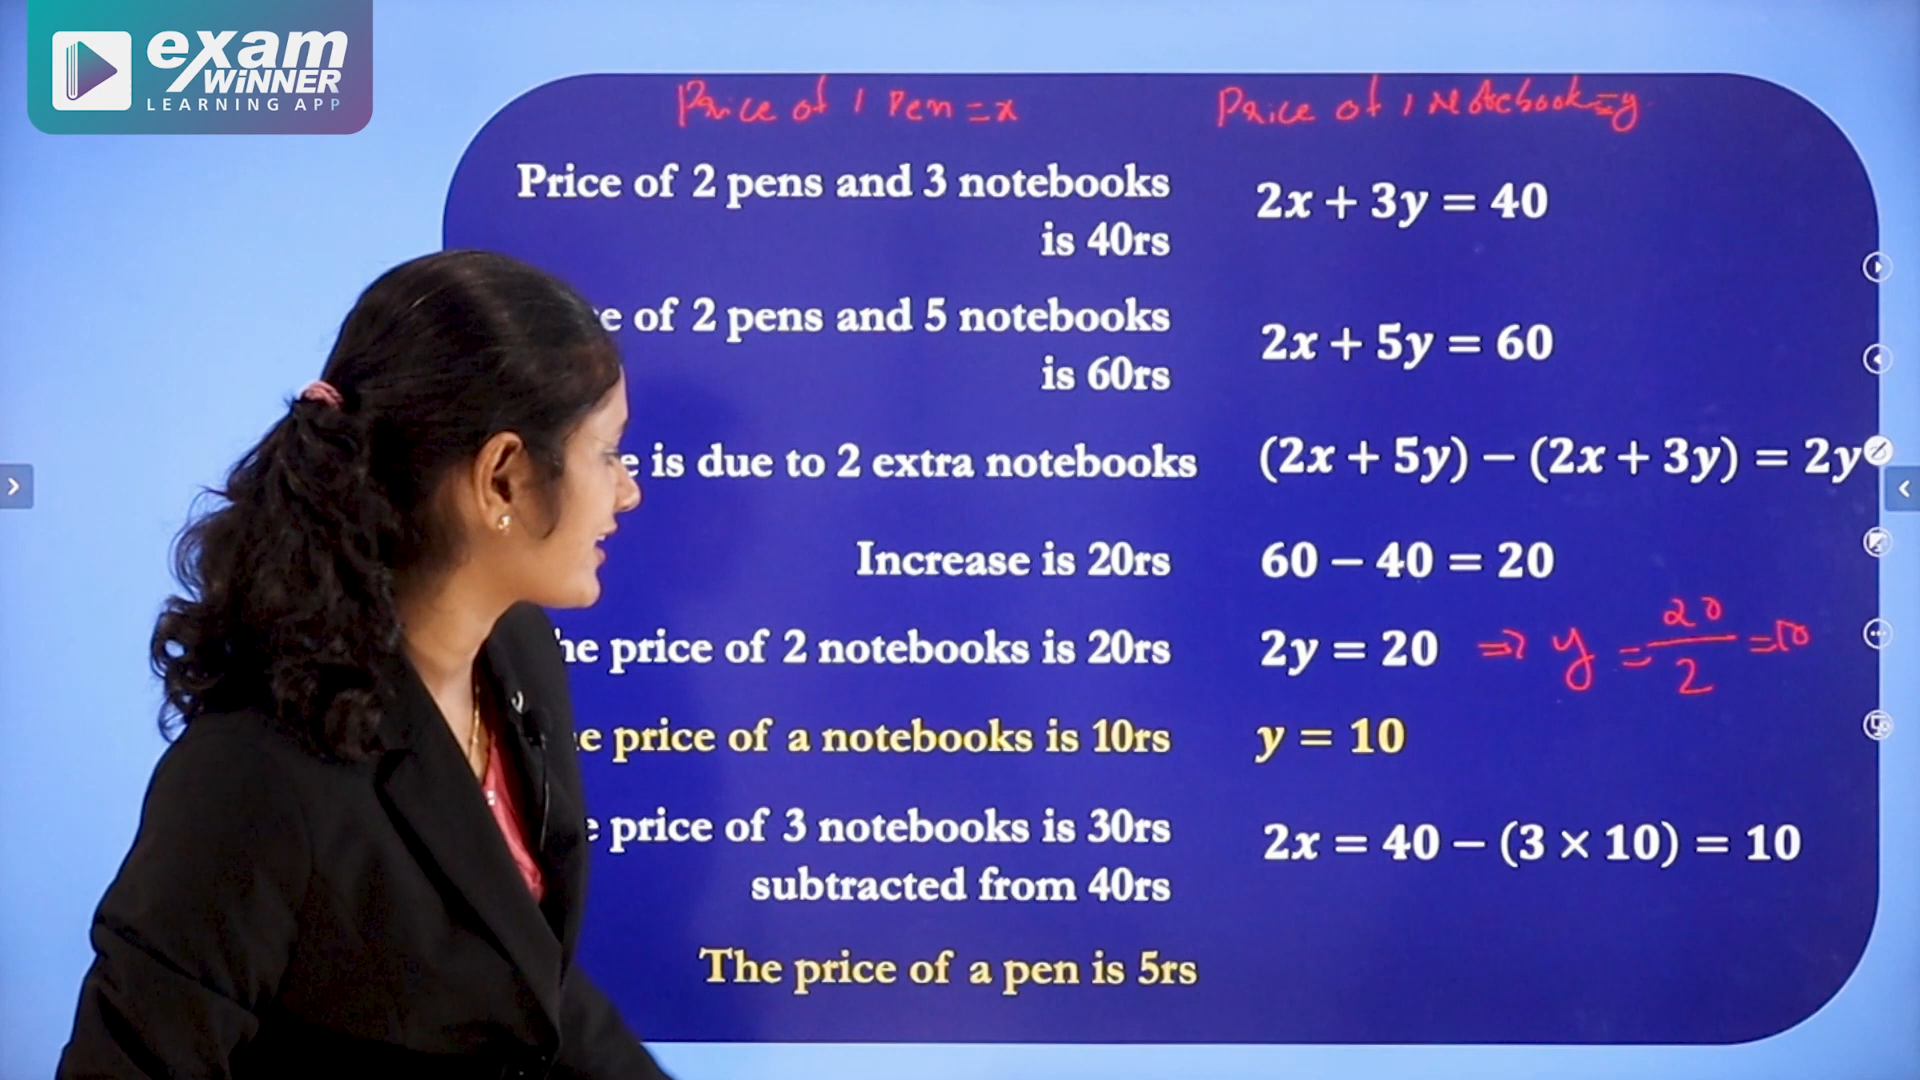 exam
WiNNER
LEARNING APP
Price of 1 Pen = x
Price of 1 Notebook = y
Price of 2 pens and 3 notebooks
is 40rs
2x + 3y = 40
of 2 pens and 5 notebooks
is 60rs
2x + 5y = 60
is due to 2 extra notebooks
(2x + 5y) − (2x + 3y) = 2y
Increase is 20rs
60 − 40 = 20
price of 2 notebooks is 20rs
2y = 20 ⇒ y = 20/2 = 10
price of a notebooks is 10rs
y = 10
price of 3 notebooks is 30rs
subtracted from 40rs
2x = 40 − (3 × 10) = 10
The price of a pen is 5rs